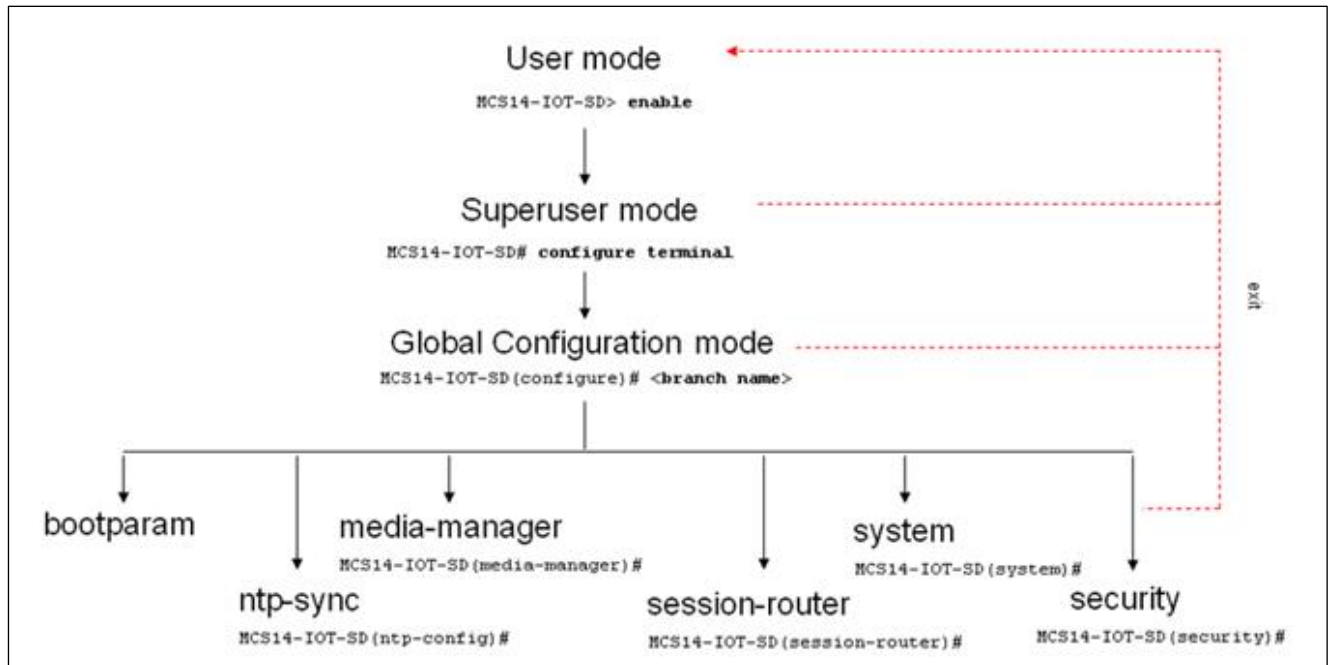 User mode
MCS14-IOT-SD> enable
Superuser mode
MCS14-IOT-SD# configure terminal
exit
Global Configuration mode
MCS14-IOT-SD(configure)# <branch name>
bootparam
media-manager
MCS14-IOT-SD(media-manager)#
system
MCS14-IOT-SD(system)#
ntp-sync
MCS14-IOT-SD(ntp-config)#
session-router
MCS14-IOT-SD(session-router)#
security
MCS14-IOT-SD(security)#